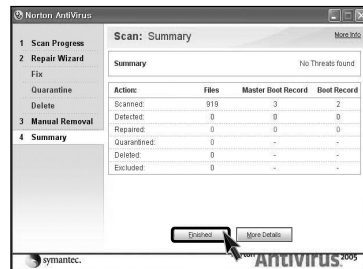 Norton AntiVirus
1 Scan Progress
2 Repair Wizard
Fix
Quarantine
Delete
3 Manual Removal
4 Summary
Scan: Summary
More Info
Summary No Threats found
Action: Files Master Boot Record Boot Record
Scanned: 919 3 2
Detected: 0 0 0
Repaired: 0 0 0
Quarantined: 0 - -
Deleted: 0 - -
Excluded: 0 - -
Finished More Details
symantec.
AntiVirus 2005